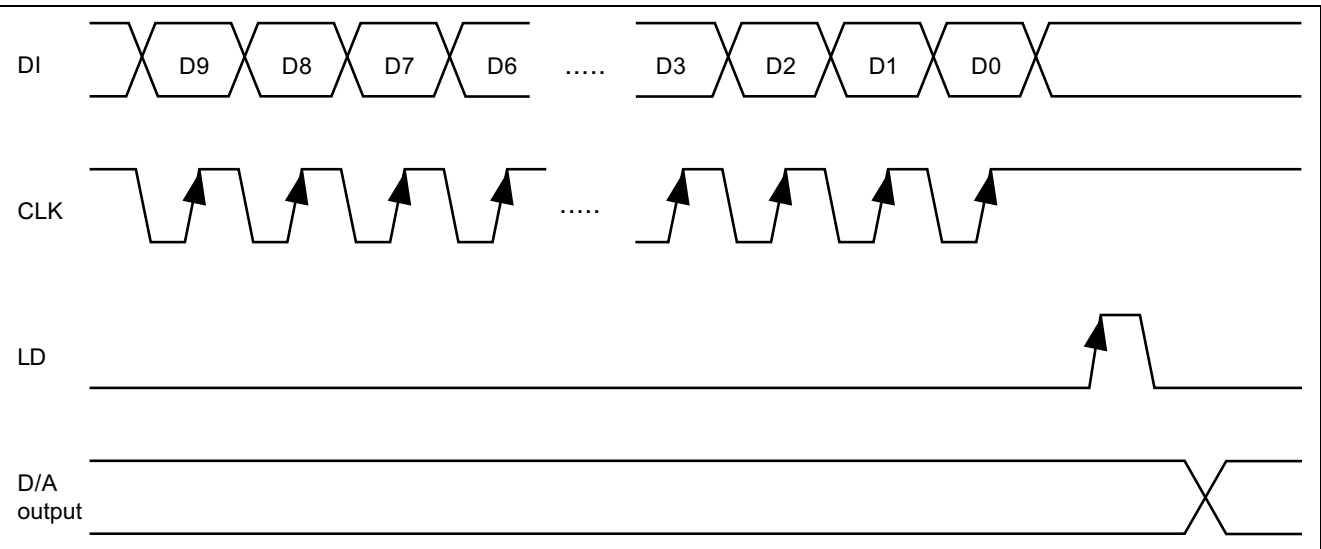 DI D9 D8 D7 D6 ..... D3 D2 D1 D0
CLK .....
LD
D/A
output